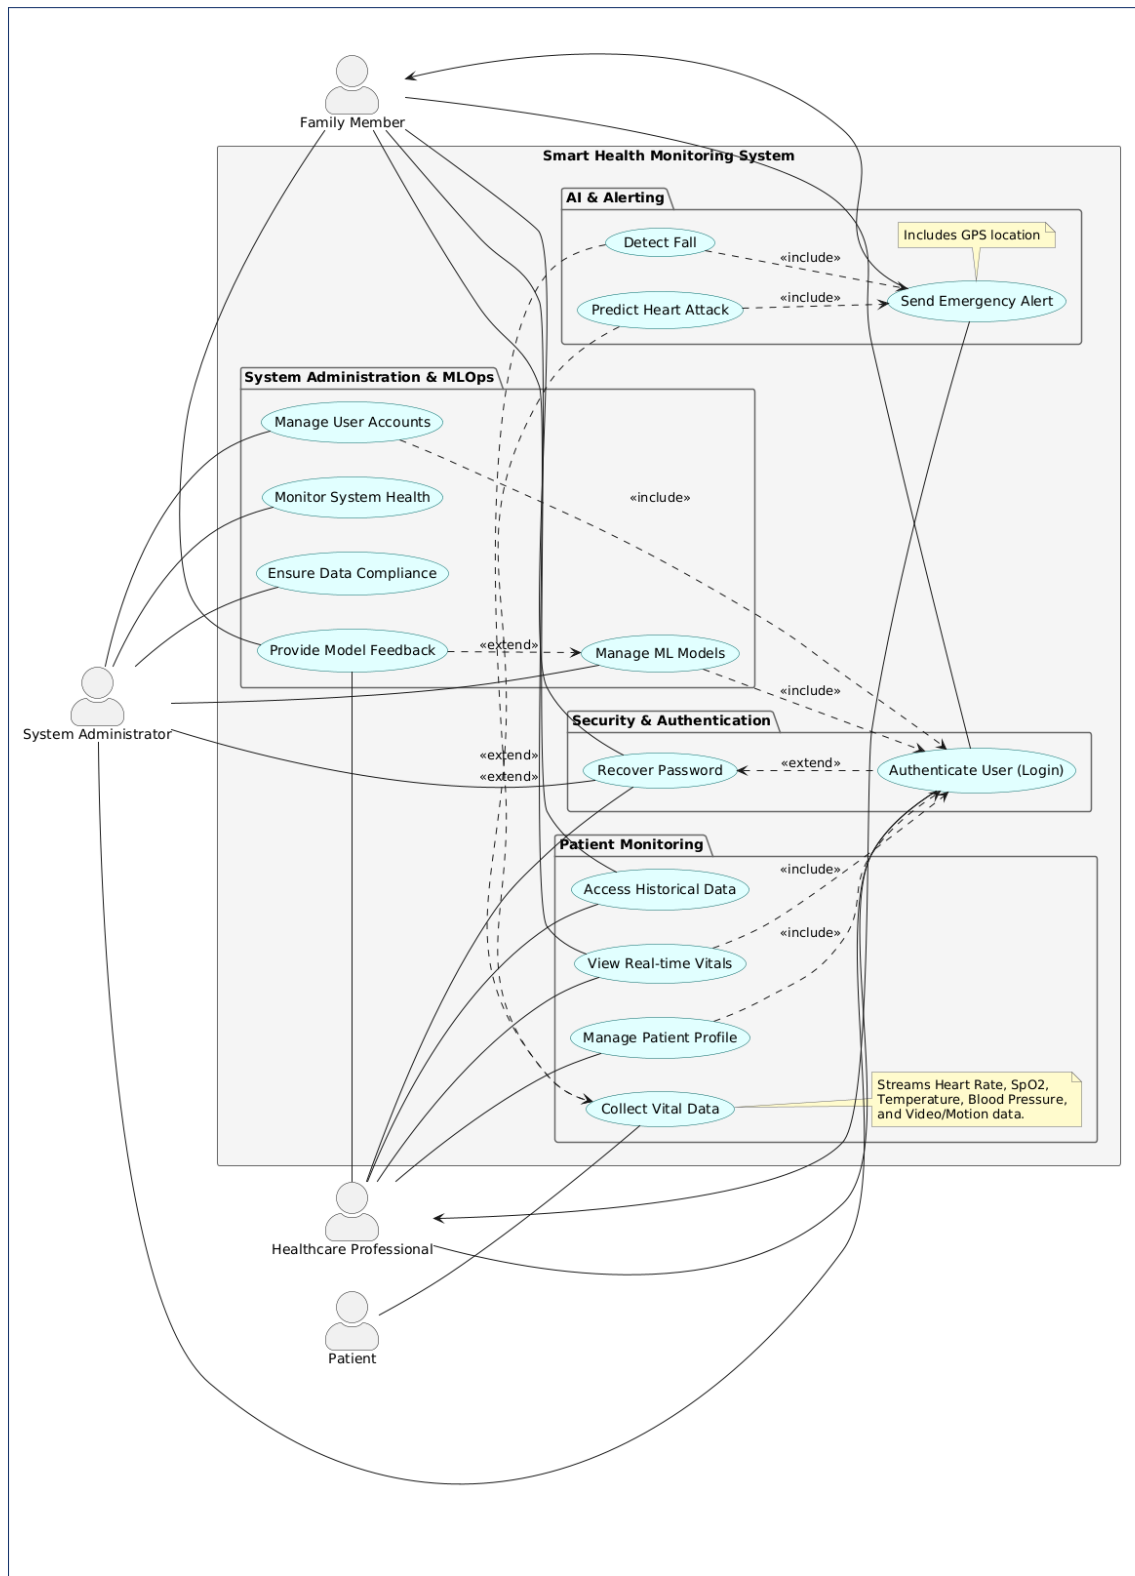 Family Member
Smart Health Monitoring System
AI & Alerting
Includes GPS location
Detect Fall
«include»
Send Emergency Alert
Predict Heart Attack
«include»
System Administration & MLOps
Manage User Accounts
Monitor System Health
«include»
Ensure Data Compliance
Provide Model Feedback
«extend»
Manage ML Models
«include»
System Administrator
Security & Authentication
«extend»
«extend»
Recover Password
«extend»
Authenticate User (Login)
Patient Monitoring
Access Historical Data
«include»
View Real-time Vitals
«include»
Manage Patient Profile
Collect Vital Data
Streams Heart Rate, SpO2,
Temperature, Blood Pressure,
and Video/Motion data.
Healthcare Professional
Patient